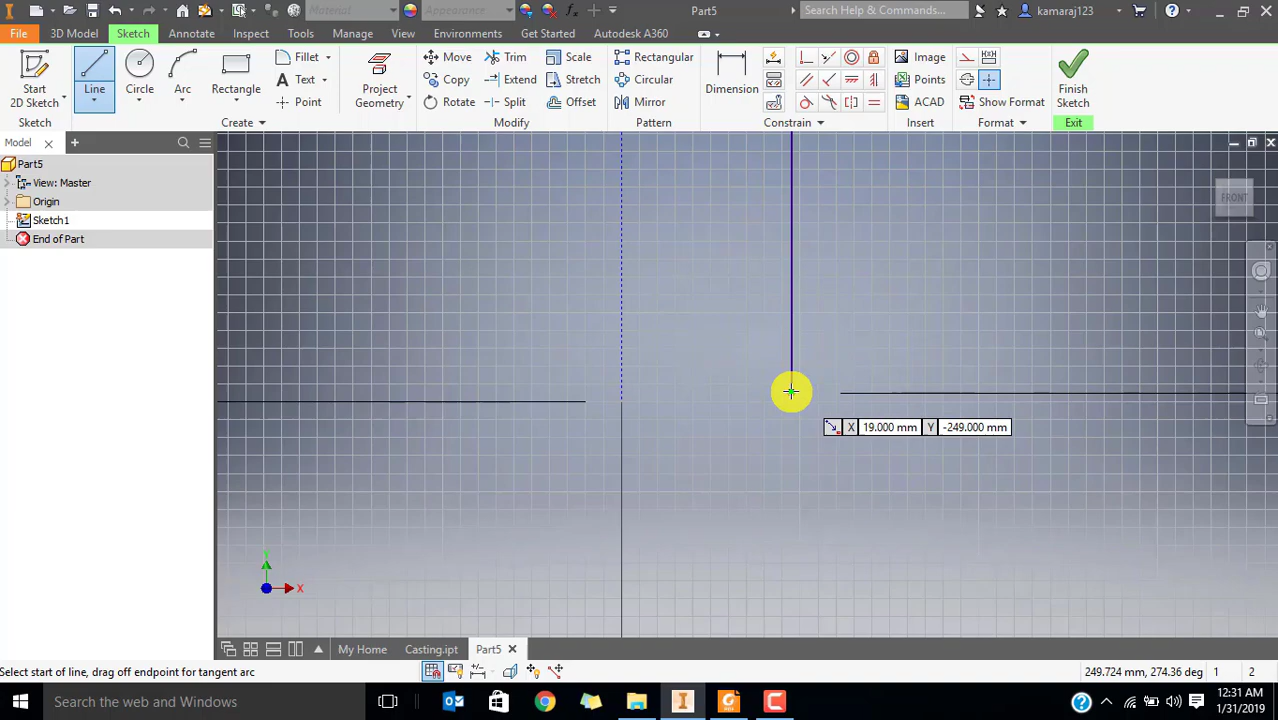 Material
Appearance
fx
Part5
Search Help & Commands...
kamaraj123
File
3D Model
Sketch
Annotate
Inspect
Tools
Manage
View
Environments
Get Started
Autodesk A360
Start
2D Sketch
Line
Circle
Arc
Rectangle
Fillet
Text
Point
Project
Geometry
Move
Copy
Rotate
Trim
Extend
Split
Scale
Stretch
Offset
Rectangular
Circular
Mirror
Dimension
Image
Points
ACAD
Show Format
Finish
Sketch
Sketch
Create
Modify
Pattern
Constrain
Insert
Format
Exit
Model
Part5
View: Master
Origin
Sketch1
End of Part
FRONT
X 19.000 mm Y -249.000 mm
Y
X
My Home
Casting.ipt
Part5
Select start of line, drag off endpoint for tangent arc
249.724 mm, 274.36 deg 1 2
Search the web and Windows
12:31 AM
1/31/2019